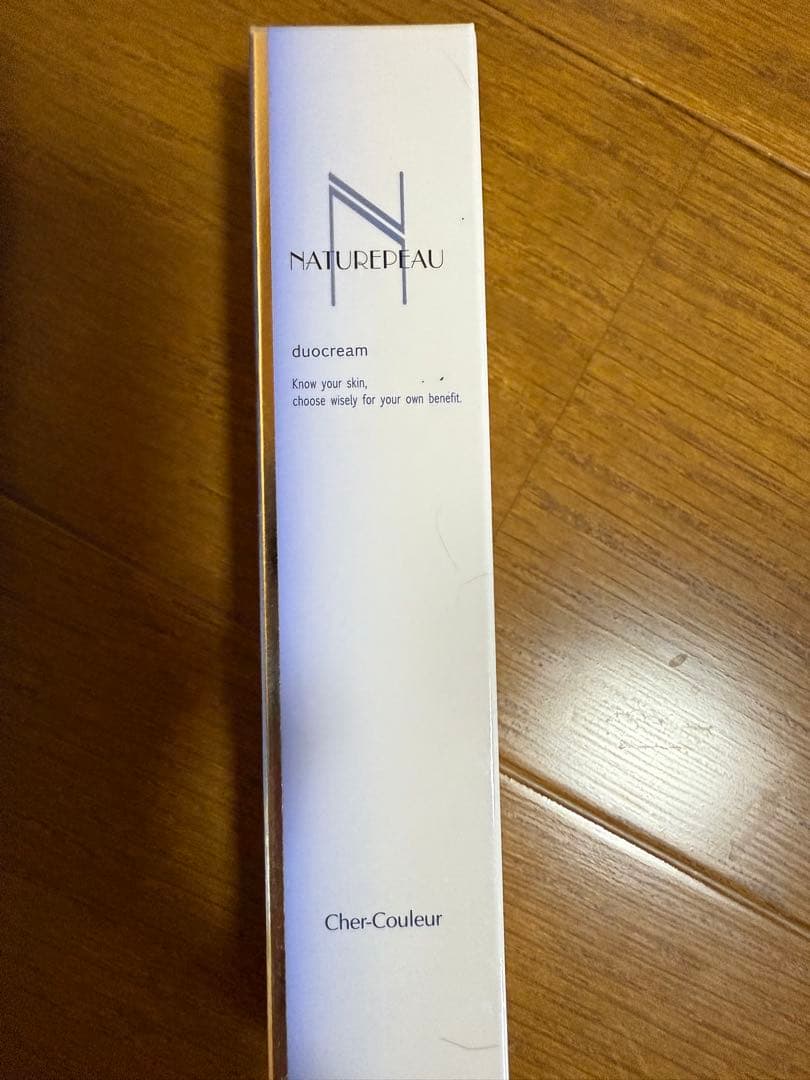 N
NATUREPEAU
duocream
Know your skin,
choose wisely for your own benefit.
Cher-Couleur